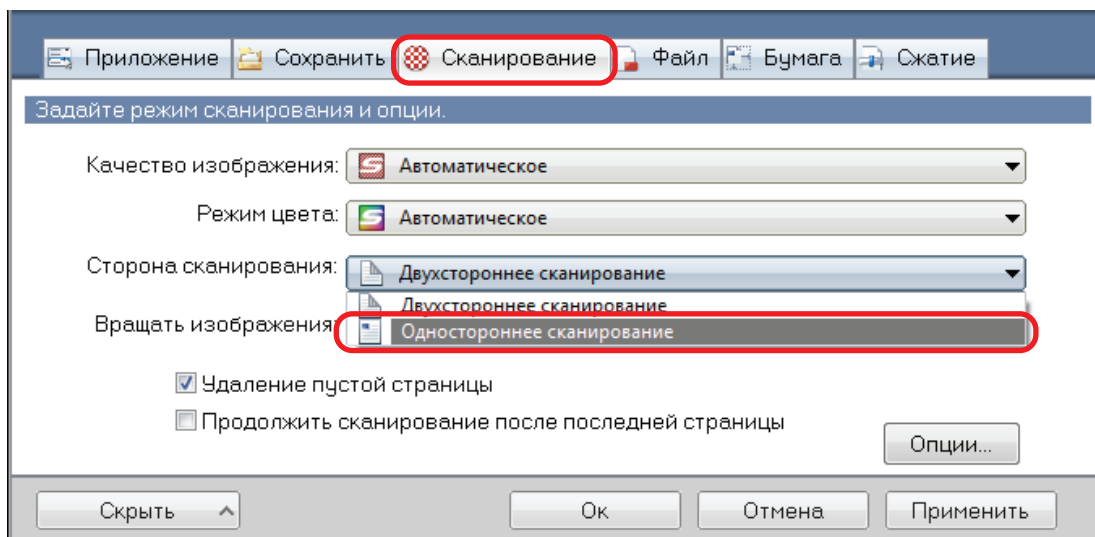 Приложение Сохранить Сканирование Файл Бумага Сжатие
Задайте режим сканирования и опции.
Качество изображения: Автоматическое
Режим цвета: Автоматическое
Сторона сканирования: Двухстороннее сканирование
Двухстороннее сканирование
Вращать изображения: Одностороннее сканирование
Удаление пустой страницы
Продолжить сканирование после последней страницы
Опции...
Скрыть Ок Отмена Применить